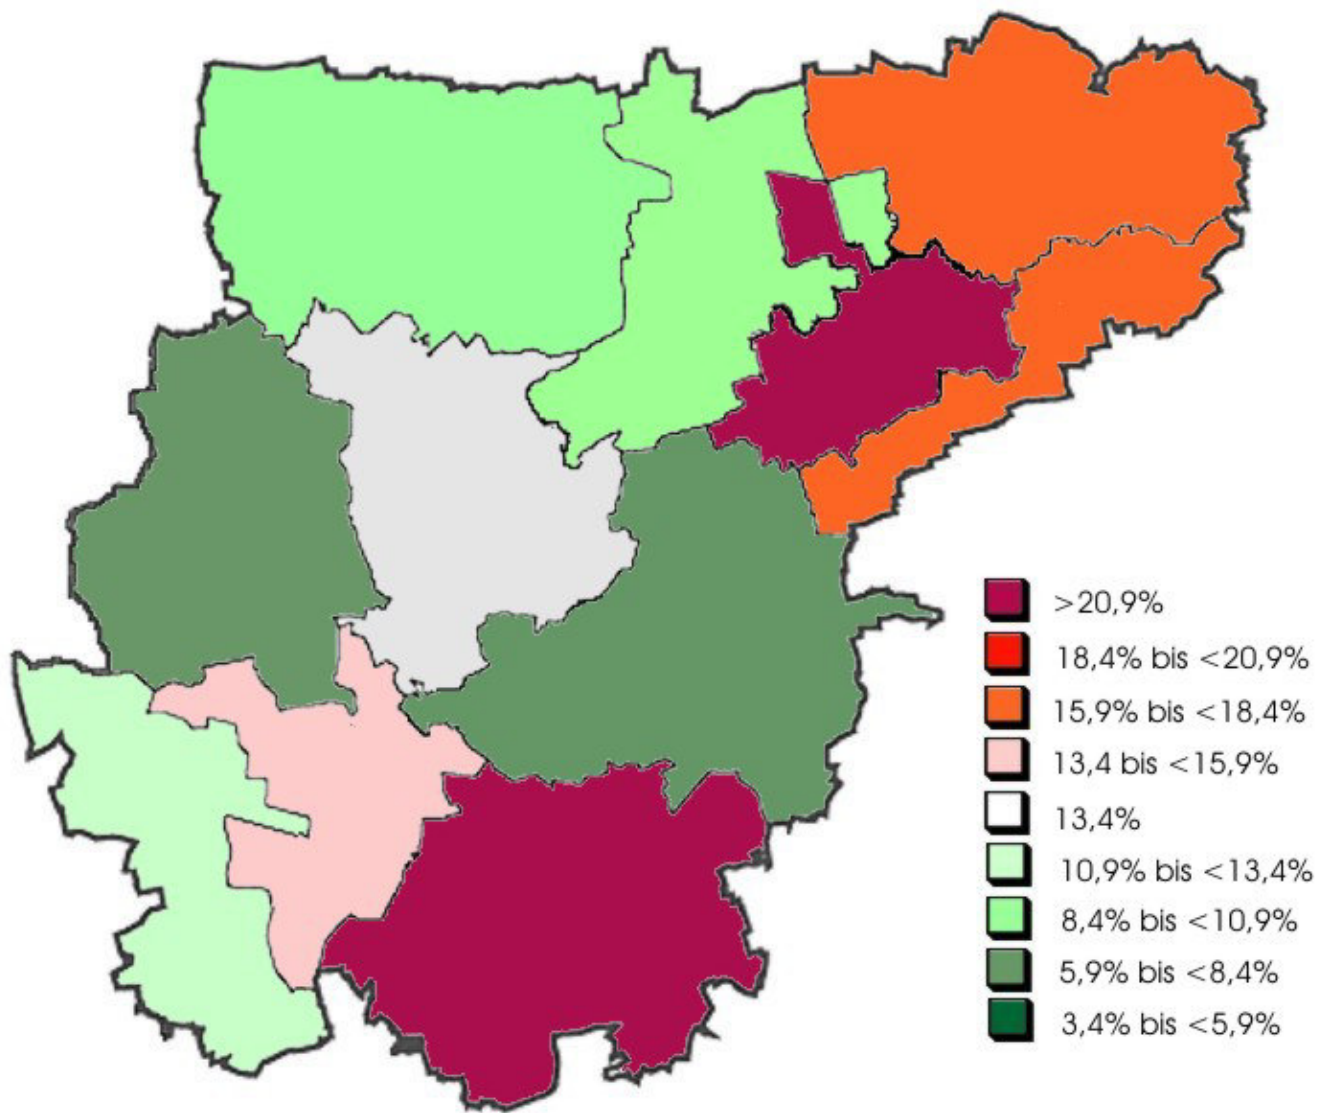 >20,9%
18,4% bis <20,9%
15,9% bis <18,4%
13,4 bis <15,9%
13,4%
10,9% bis <13,4%
8,4% bis <10,9%
5,9% bis <8,4%
3,4% bis <5,9%